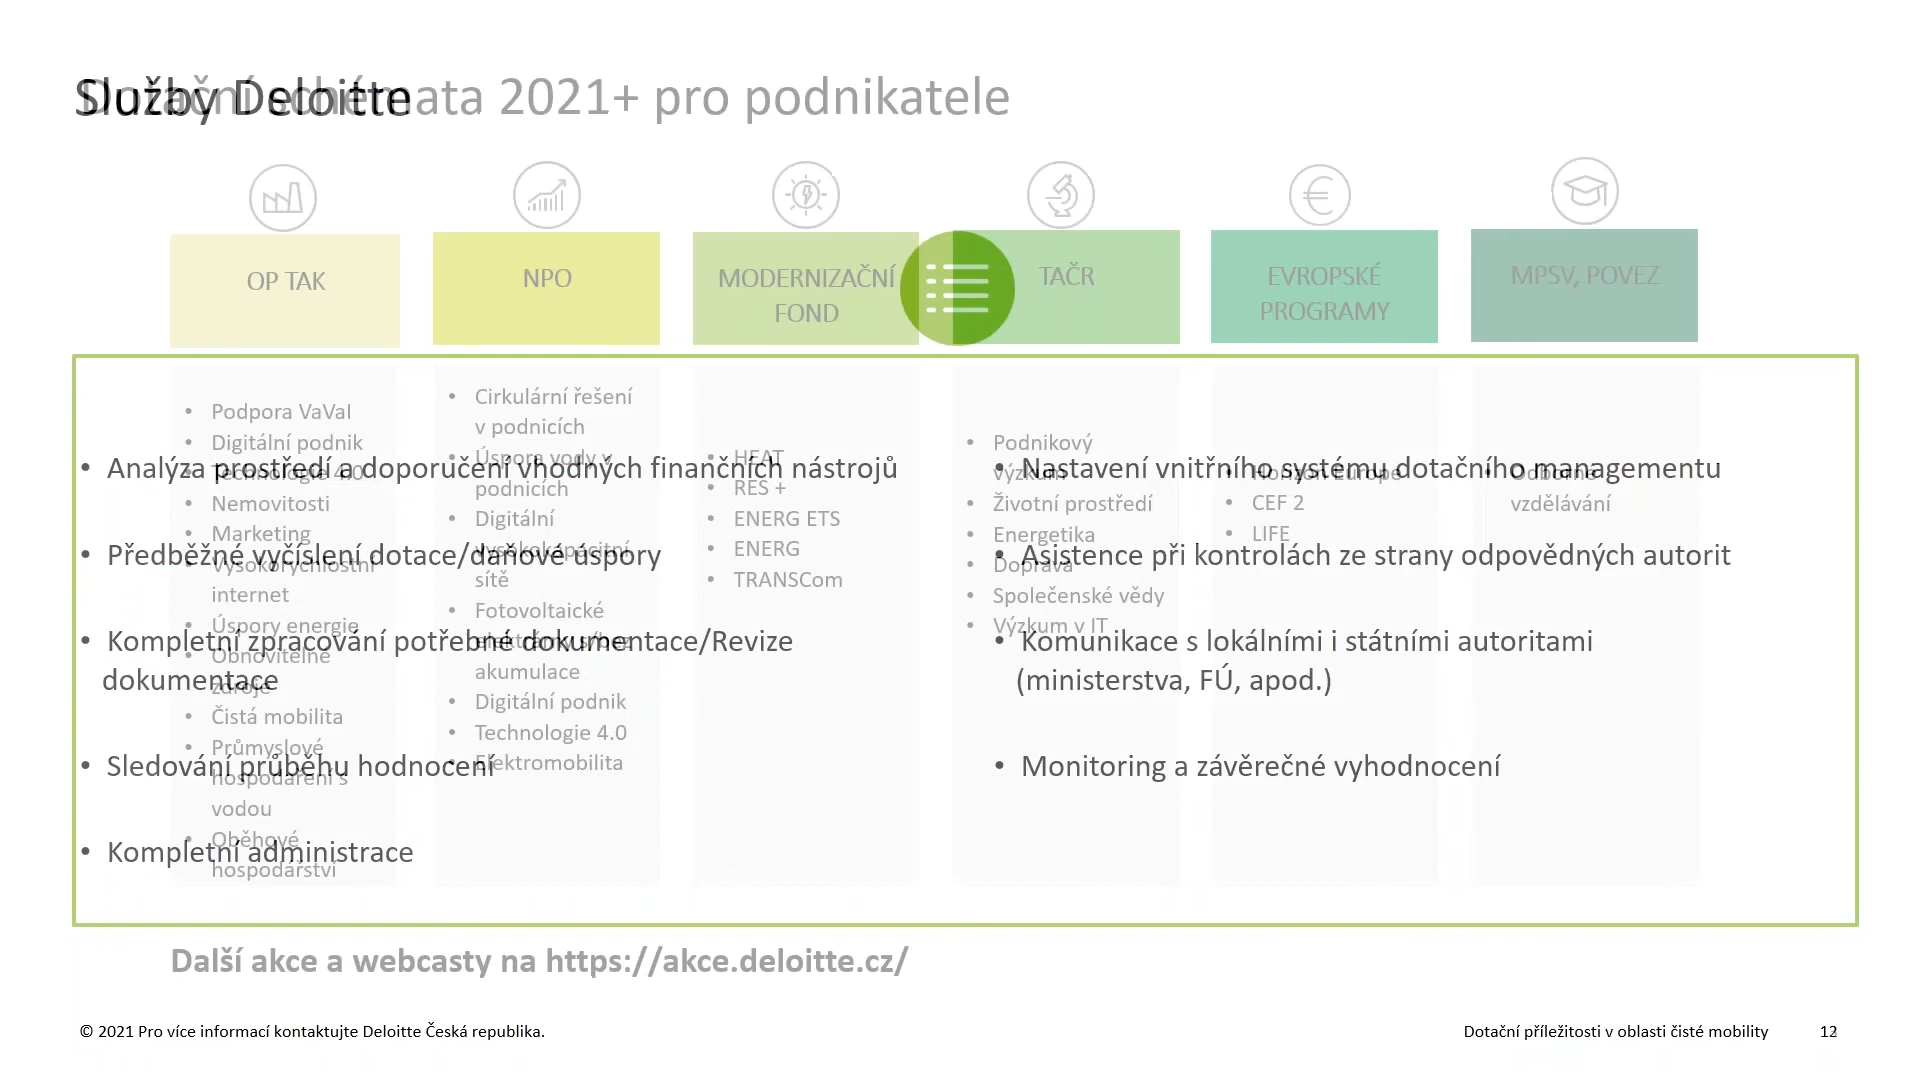 Služby Deloitte
Dotační schémata 2021+ pro podnikatele
OP TAK
NPO
MODERNIZAČNÍ
FOND
TAČR
EVROPSKÉ
PROGRAMY
MPSV, POVEZ
• Podpora VaVaI
• Digitální podnik
• Technologie 4.0
• Nemovitosti
• Marketing
• Vysokorychlostní
internet
• Úspory energie
• Obnovitelné
zdroje
• Čistá mobilita
• Průmyslové
hospodaření s
vodou
• Oběhové
hospodářství
• Cirkulární řešení
v podnicích
• Úspora vody v
podnicích
• Digitální
vysokokapacitní
sítě
• Fotovoltaické
elektrárny s/bez
akumulace
• Digitální podnik
• Technologie 4.0
• Elektromobilita
• HEAT
• RES +
• ENERG ETS
• ENERG
• TRANSCom
• Podnikový
výzkum
• Životní prostředí
• Energetika
• Doprava
• Společenské vědy
• Výzkum v IT
• Horizon Europe
• CEF 2
• LIFE
• Odborné
vzdělávání
• Analýza prostředí a doporučení vhodných finančních nástrojů
• Předběžné vyčíslení dotace/daňové úspory
• Kompletní zpracování potřebné dokumentace/Revize
dokumentace
• Sledování průběhu hodnocení
• Kompletní administrace
• Nastavení vnitřního systému dotačního managementu
• Asistence při kontrolách ze strany odpovědných autorit
• Komunikace s lokálními i státními autoritami
(ministerstva, FÚ, apod.)
• Monitoring a závěrečné vyhodnocení
Další akce a webcasty na https://akce.deloitte.cz/
© 2021 Pro více informací kontaktujte Deloitte Česká republika.
Dotační příležitosti v oblasti čisté mobility
12